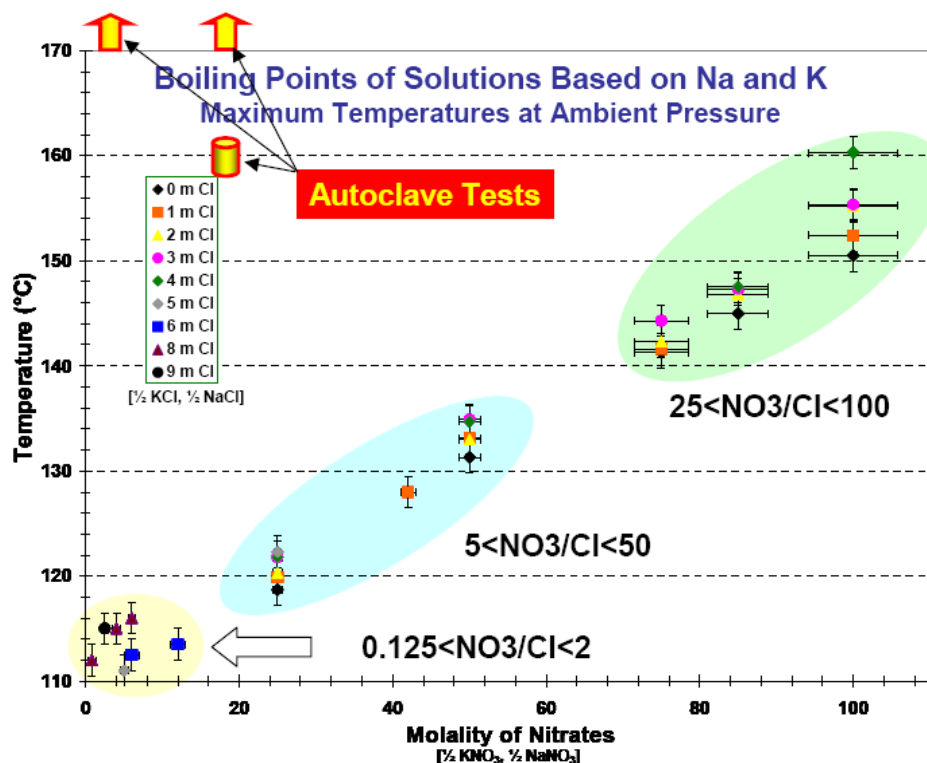 170
Boiling Points of Solutions Based on Na and K
Maximum Temperatures at Ambient Pressure
160
Autoclave Tests
0 m Cl
1 m Cl
2 m Cl
3 m Cl
4 m Cl
5 m Cl
6 m Cl
8 m Cl
9 m Cl
[½ KCl, ½ NaCl]
150
140
130
120
110
Temperature (°C)
25<NO3/Cl<100
5<NO3/Cl<50
0.125<NO3/Cl<2
0 20 40 60 80 100
Molality of Nitrates
[½ KNO₃, ½ NaNO₃]